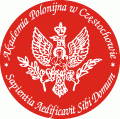 Akademia Polonijna w Częstochowie
Sapientia Aedificavit Sibi Domum